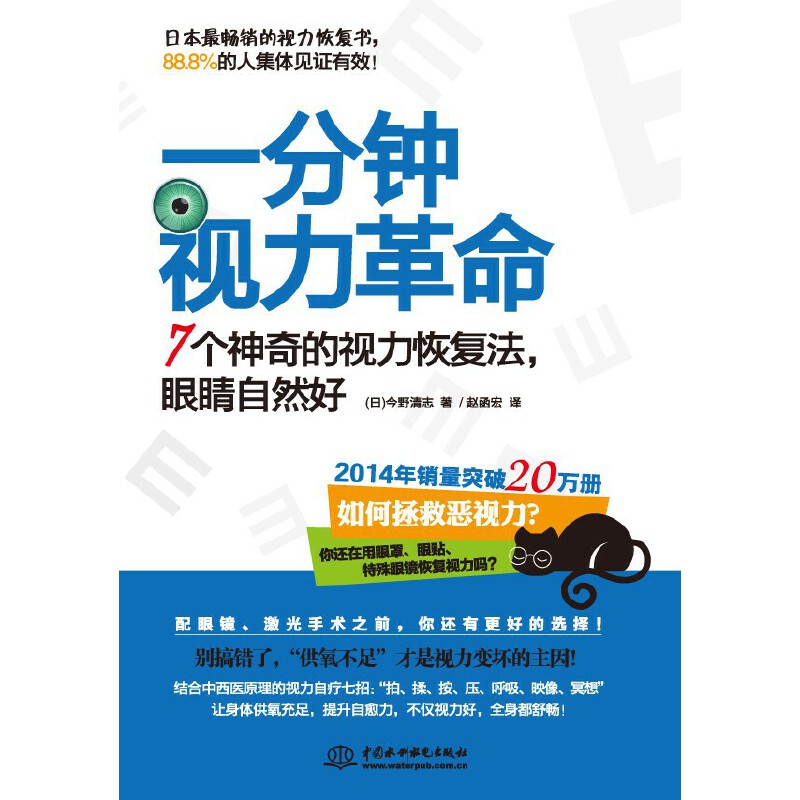 日本最畅销的视力恢复书，
88.8%的人集体见证有效！
一分钟
视力革命
7个神奇的视力恢复法，
眼睛自然好
(日)今野清志 著 / 赵函宏 译
2014年销量突破20万册
如何拯救恶视力？
你还在用眼罩、眼贴、
特殊眼镜恢复视力吗？
配眼镜、激光手术之前，你还有更好的选择！
别搞错了，“供氧不足”才是视力变坏的主因！
结合中西医原理的视力自疗七招：“拍、揉、按、压、呼吸、映像、冥想”
让身体供氧充足，提升自愈力，不仅视力好，全身都舒畅！
中国水利水电出版社
www.waterpub.com.cn